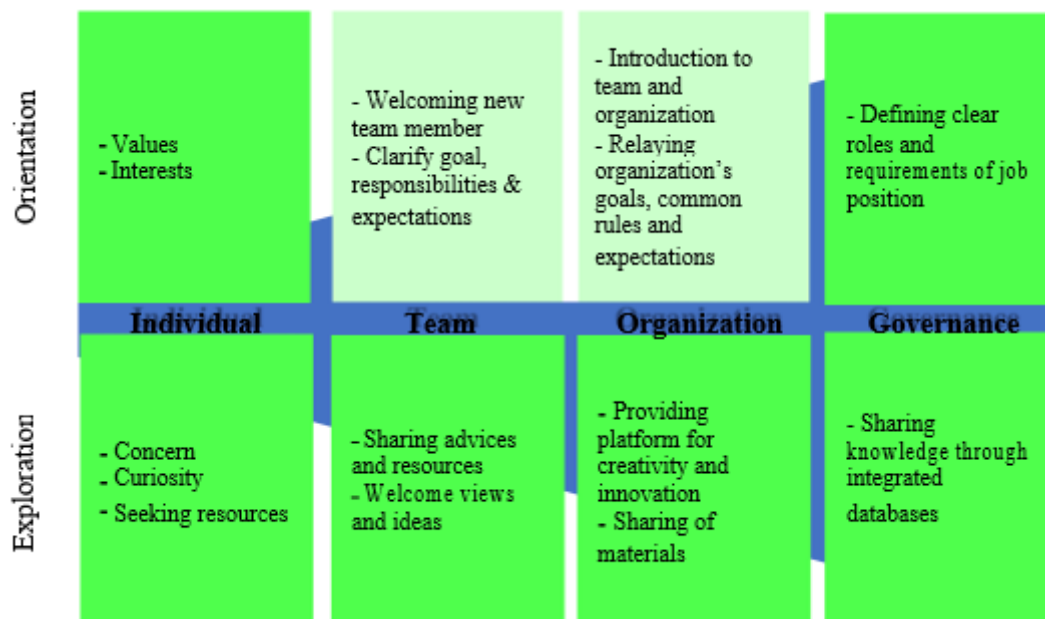 Orientation
- Values
- Interests
- Welcoming new
team member
- Clarify goal,
responsibilities &
expectations
- Introduction to
team and
organization
- Relaying
organization's
goals, common
rules and
expectations
- Defining clear
roles and
requirements of job
position
Individual
Team
Organization
Governance
Exploration
- Concern
- Curiosity
- Seeking resources
- Sharing advices
and resources
- Welcome views
and ideas
- Providing
platform for
creativity and
innovation
- Sharing of
materials
- Sharing
knowledge through
integrated
databases